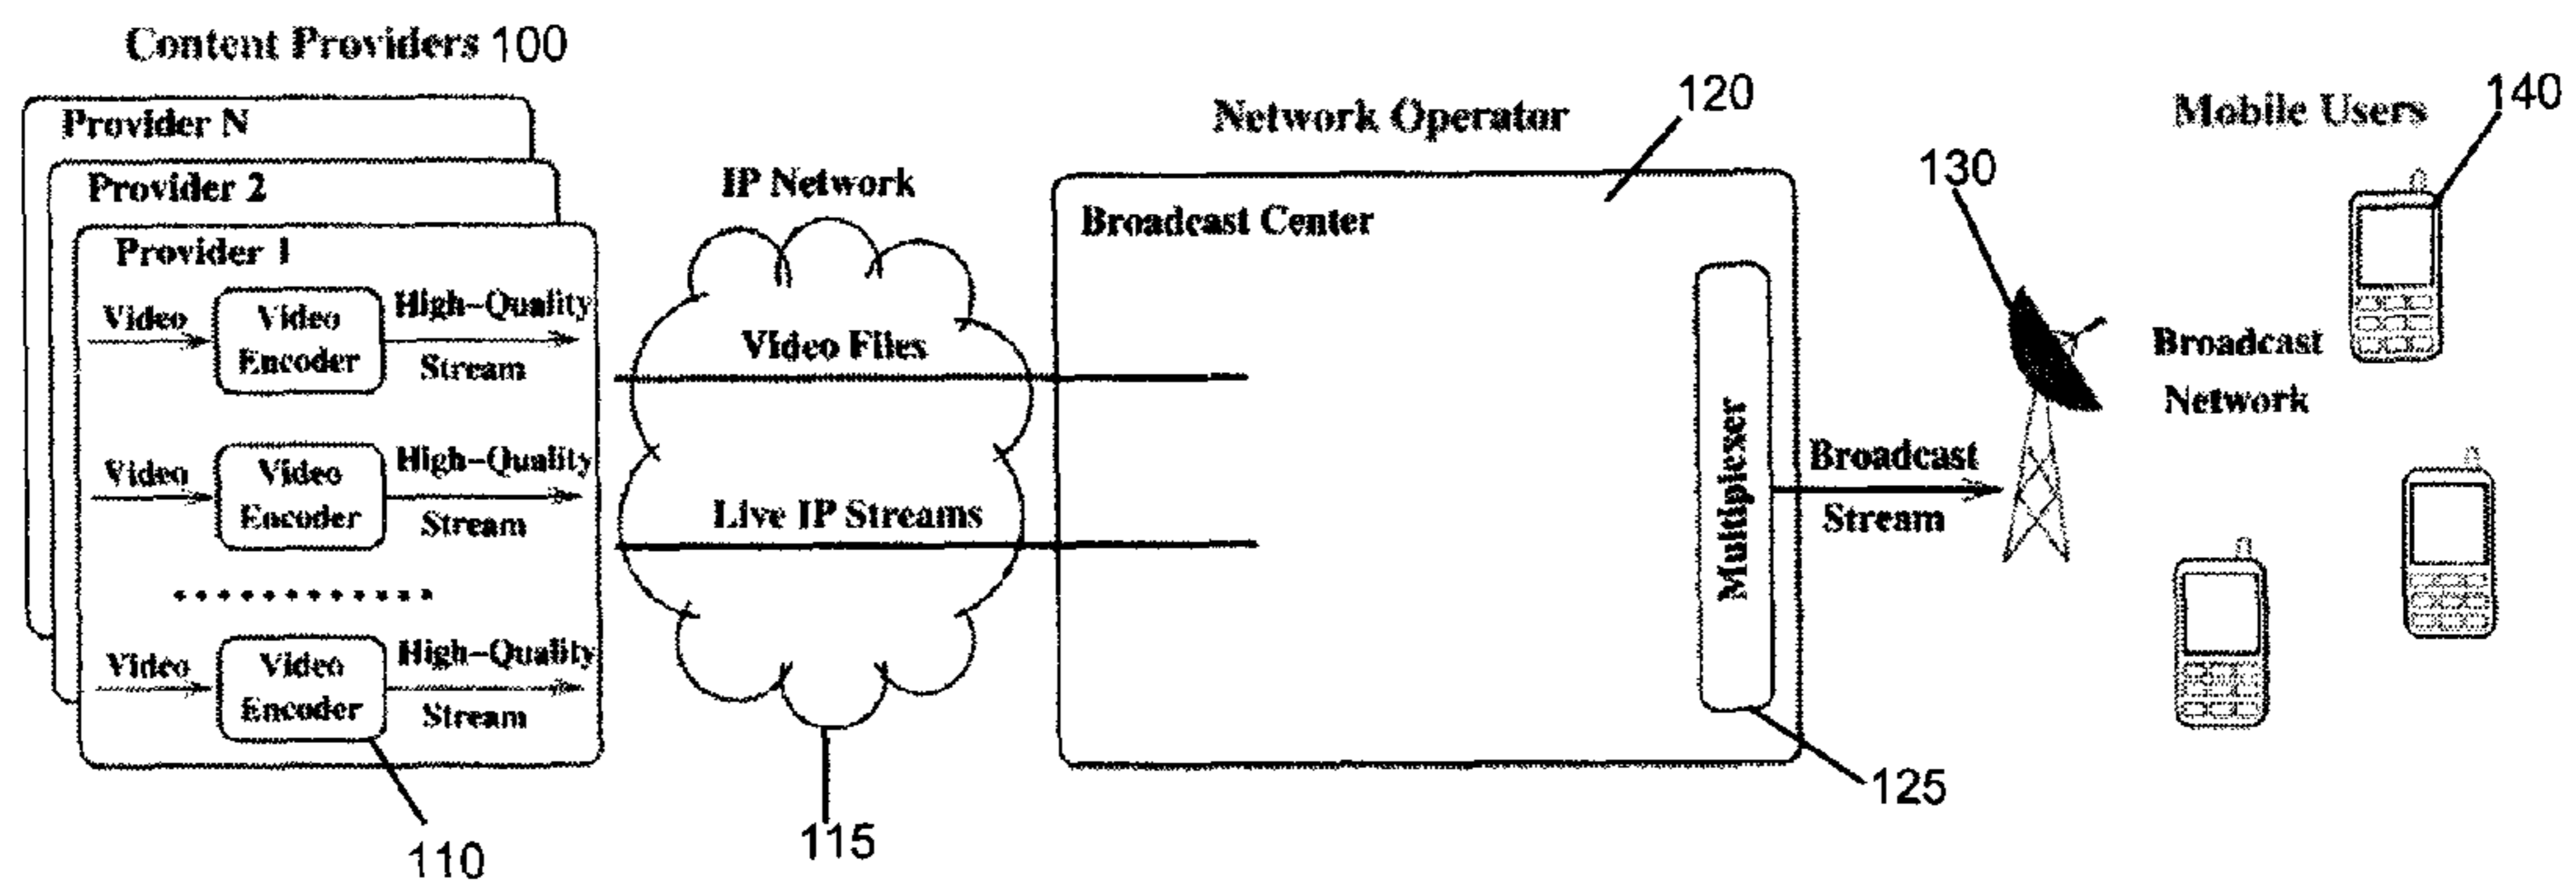 Content Providers 100
Provider N
Provider 2
Provider 1
Video
Video
Encoder
High-Quality
Stream
Video
Video
Encoder
High-Quality
Stream
Video
Video
Encoder
High-Quality
Stream
110
IP Network
Video Files
Live IP Streams
115
Network Operator
120
Broadcast Center
Multiplexer
125
Broadcast
Stream
130
Mobile Users
140
Broadcast
Network